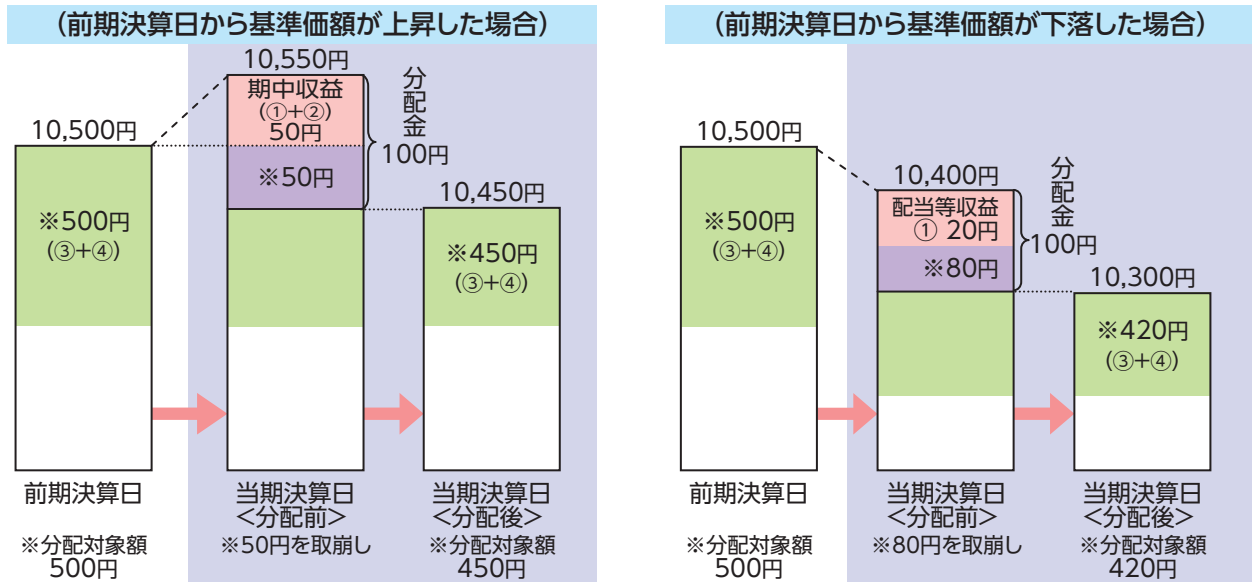 (前期決算日から基準価額が上昇した場合)
10,550円
期中収益
(①+②)
50円
※50円
分配金
100円
10,500円
※500円
(③+④)
10,450円
※450円
(③+④)
前期決算日
※分配対象額
500円
当期決算日
<分配前>
※50円を取崩し
当期決算日
<分配後>
※分配対象額
450円
(前期決算日から基準価額が下落した場合)
10,500円
※500円
(③+④)
10,400円
配当等収益
① 20円
※80円
分配金
100円
10,300円
※420円
(③+④)
前期決算日
※分配対象額
500円
当期決算日
<分配前>
※80円を取崩し
当期決算日
<分配後>
※分配対象額
420円